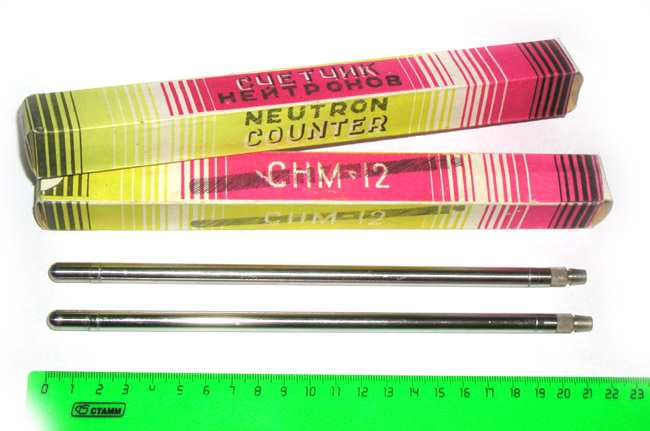 СЧЕТЧИК
НЕЙТРОНОВ
NEUTRON
COUNTER
СНМ-12
СНМ-12
0 1 2 3 4 5 6 7 8 9 10 11 12 13 14 15 16 17 18 19 20 21 22 23
СТАММ